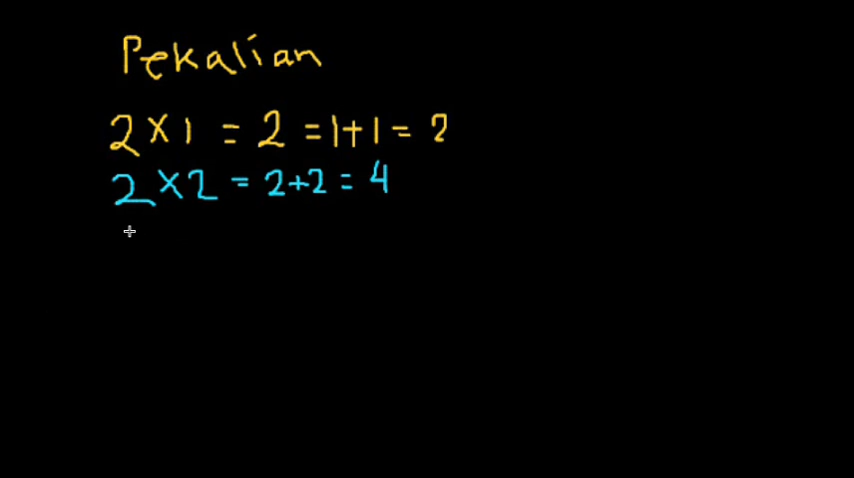 Pekalian
2 × 1 = 2 = 1+1 = 2
2 × 2 = 2+2 = 4